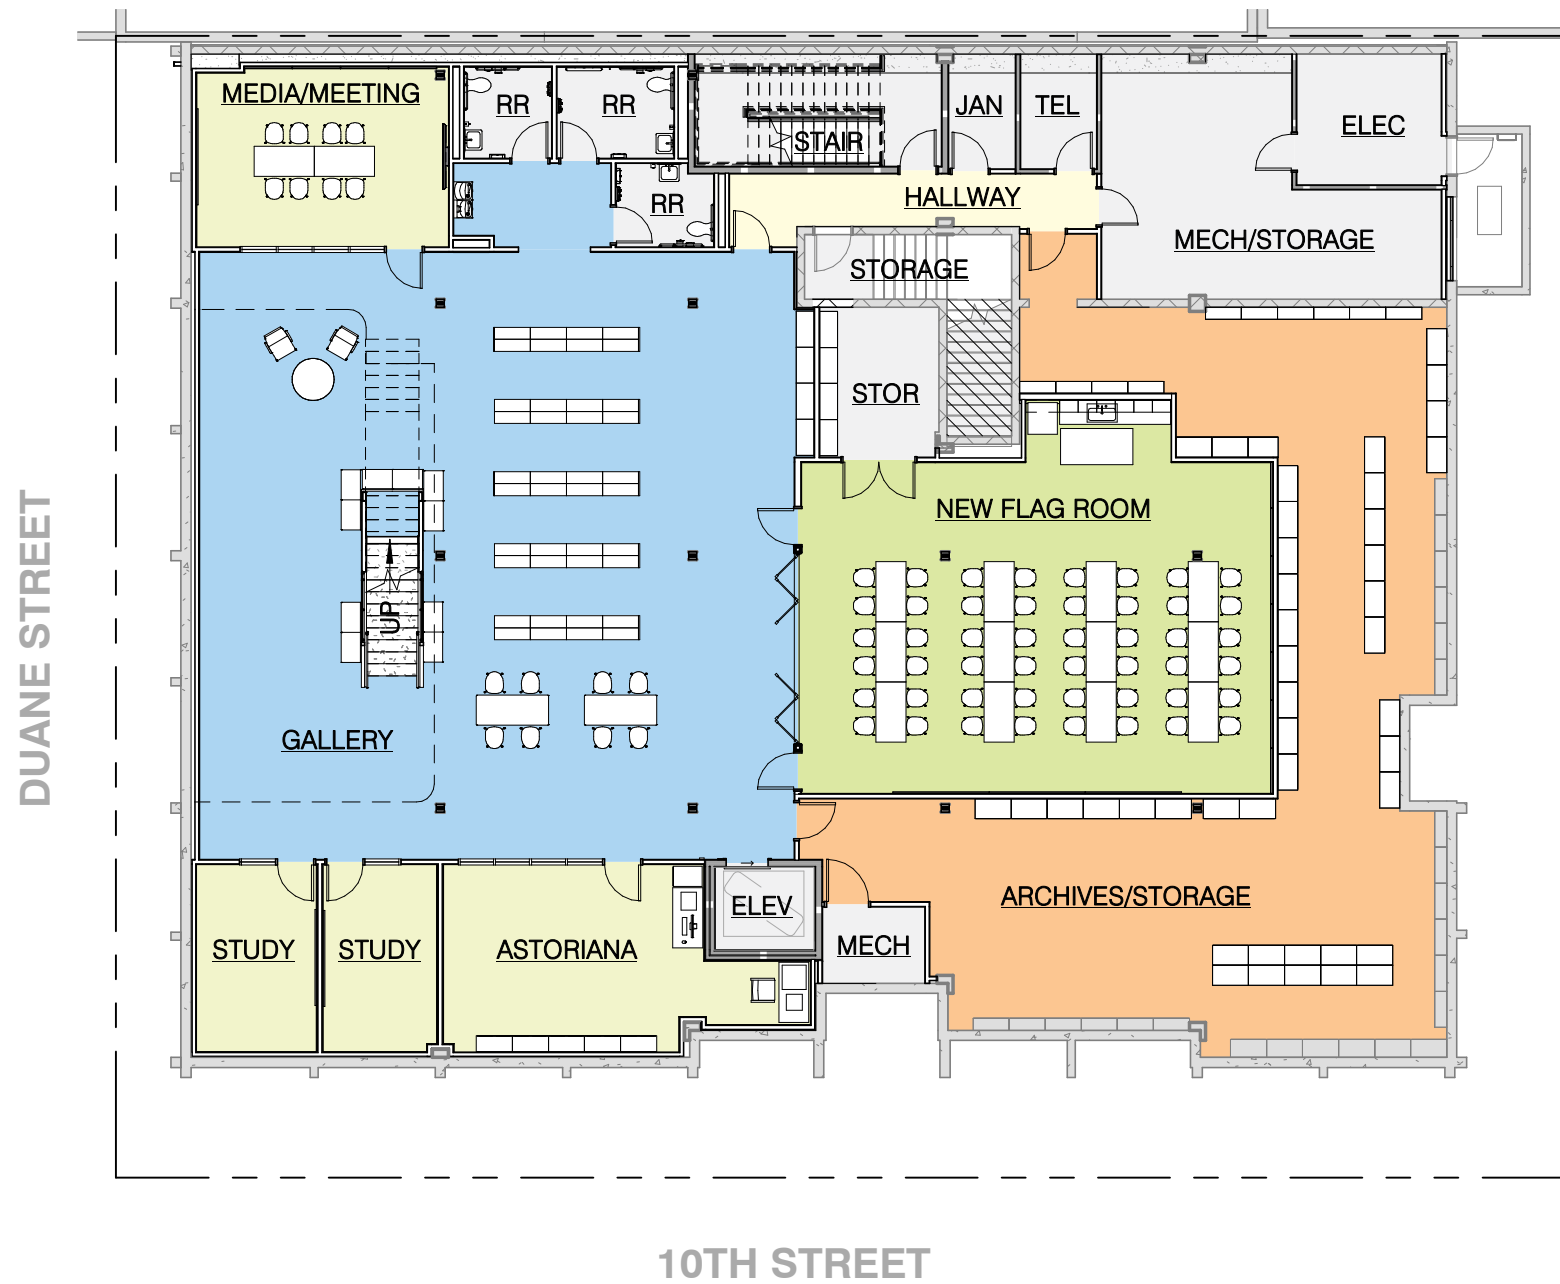 MEDIA/MEETING
RR
RR
STAIR
JAN
TEL
ELEC
RR
HALLWAY
MECH/STORAGE
STORAGE
STOR
NEW FLAG ROOM
UP
GALLERY
DUANE STREET
ARCHIVES/STORAGE
ELEV
STUDY
STUDY
ASTORIANA
MECH
10TH STREET